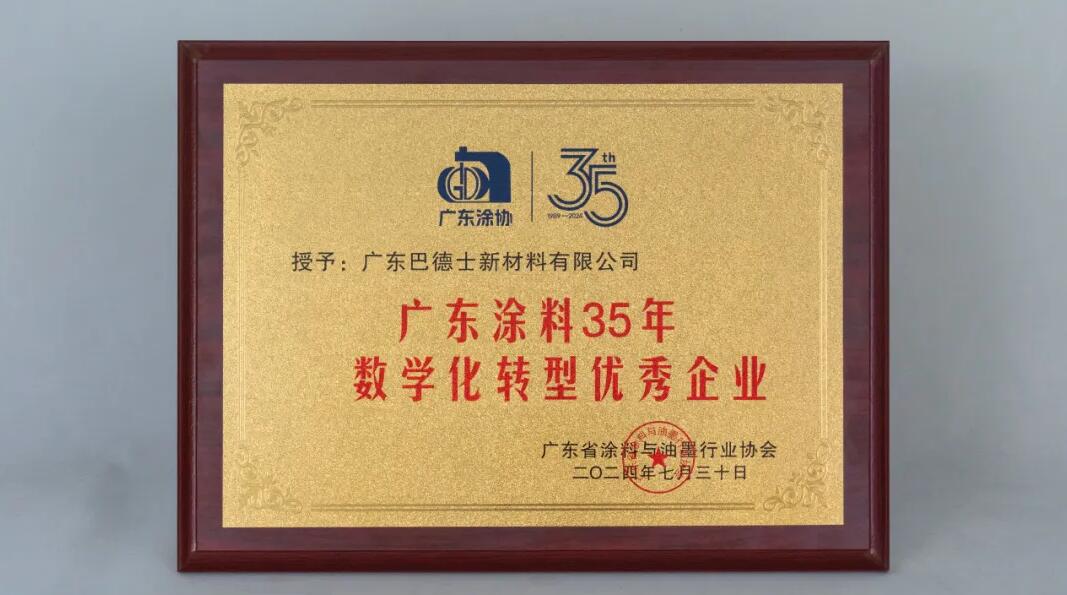 广东涂协
35th
1989—2024
授予：广东巴德士新材料有限公司
广东涂料35年
数学化转型优秀企业
广东省涂料与油墨行业协会
二〇二四年七月三十日